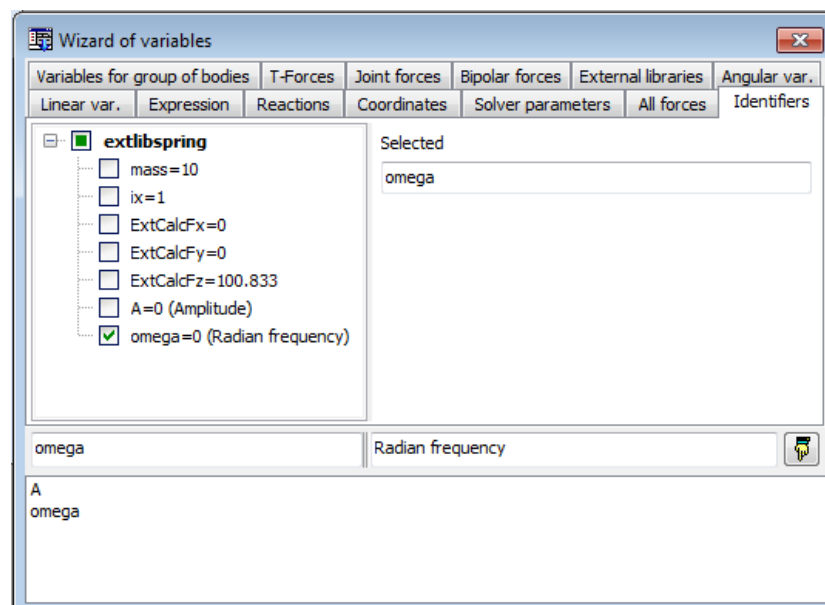 Wizard of variables
Variables for group of bodies T-Forces Joint forces Bipolar forces External libraries Angular var.
Linear var. Expression Reactions Coordinates Solver parameters All forces Identifiers
extlibspring
mass=10
ix=1
ExtCalcFx=0
ExtCalcFy=0
ExtCalcFz=100.833
A=0 (Amplitude)
omega=0 (Radian frequency)
Selected
omega
omega Radian frequency
A
omega